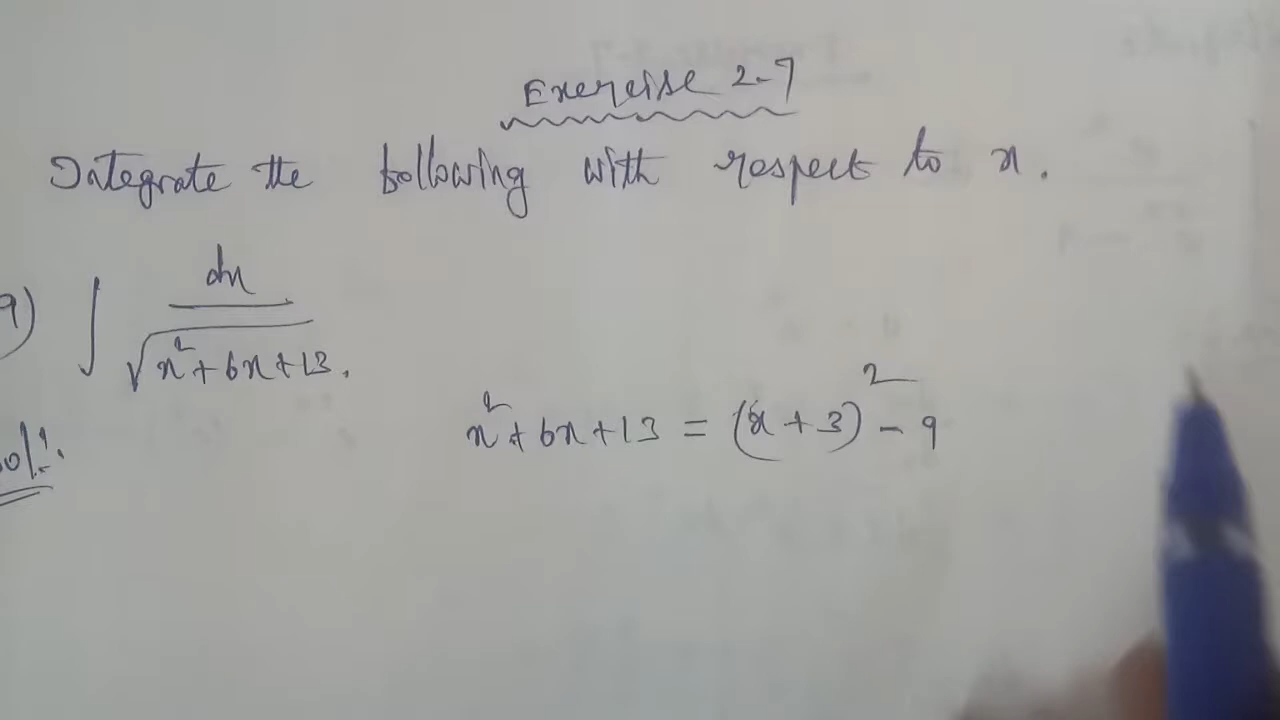 Exercise 2.7
Integrate the following with respect to x.
9) ∫ dx / √x²+6x+13.
Sol:
x²+6x+13 = (x+3)² - 9